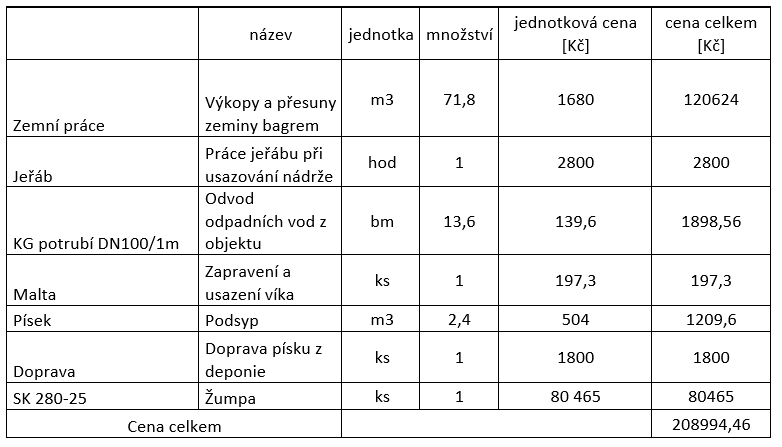 název jednotka množství jednotková cena [Kč] cena celkem [Kč]
Zemní práce Výkopy a přesuny zeminy bagrem m3 71,8 1680 120624
Jeřáb Práce jeřábu při usazování nádrže hod 1 2800 2800
KG potrubí DN100/1m Odvod odpadních vod z objektu bm 13,6 139,6 1898,56
Malta Zapravení a usazení víka ks 1 197,3 197,3
Písek Podsyp m3 2,4 504 1209,6
Doprava Doprava písku z deponie ks 1 1800 1800
SK 280-25 Žumpa ks 1 80 465 80465
Cena celkem 208994,46